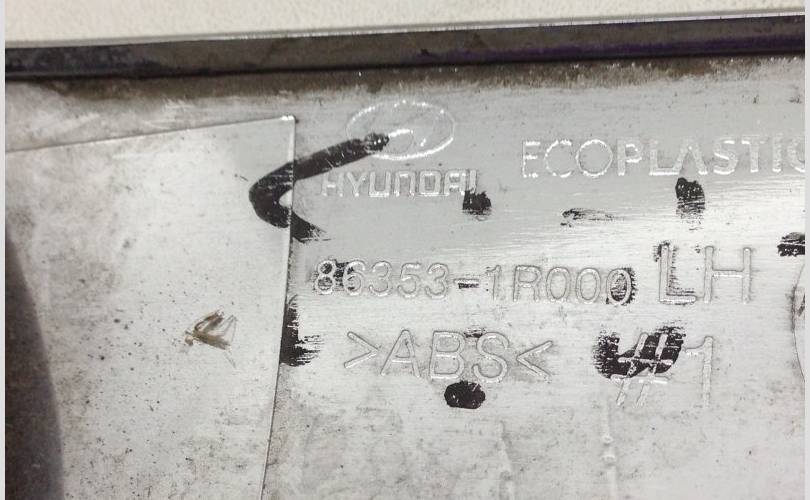 HYUNDAI
ECOPLASTIC
86353-1R000 LH
>ABS<
#1